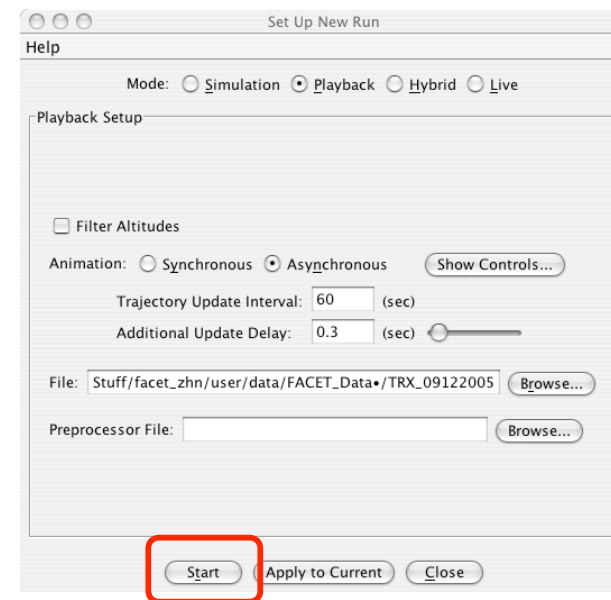 Set Up New Run
Help
Mode: Simulation Playback Hybrid Live
Playback Setup
Filter Altitudes
Animation: Synchronous Asynchronous Show Controls...
Trajectory Update Interval: 60 (sec)
Additional Update Delay: 0.3 (sec)
File: Stuff/facet_zhn/user/data/FACET_Data•/TRX_09122005 Browse...
Preprocessor File: Browse...
Start Apply to Current Close